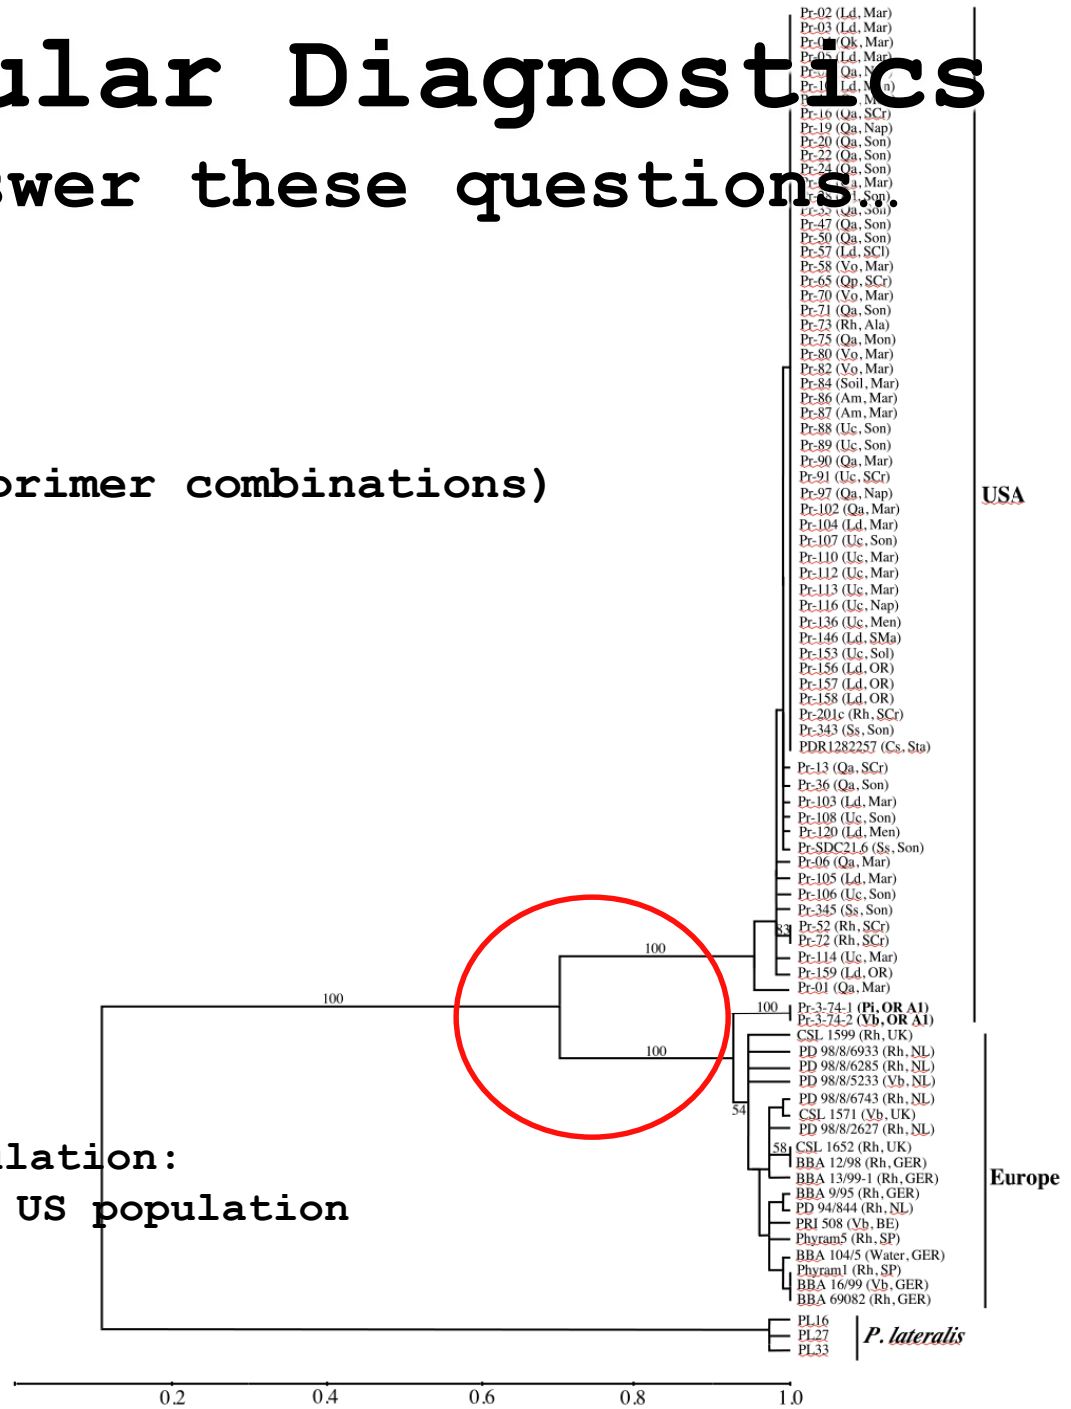 ular Diagnostics
swer these questions…
primer combinations)
ulation:
US population
Pr-02 (Ld, Mar)
Pr-03 (Ld, Mar)
(Ok, Mar)
Pr-05 (Ld, Mar)
Pr-16 (Qa, SCr)
Pr-19 (Qa, Nap)
Pr-20 (Qa, Son)
Pr-22 (Qa, Son)
Pr-24 (Qa, Son)
Pr-35 (Qa, Son)
Pr-47 (Qa, Son)
Pr-50 (Qa, Son)
Pr-57 (Ld, SCl)
Pr-58 (Vo, Mar)
Pr-65 (Qp, SCr)
Pr-70 (Vo, Mar)
Pr-71 (Qa, Son)
Pr-73 (Rh, Ala)
Pr-75 (Qa, Mon)
Pr-80 (Vo, Mar)
Pr-82 (Vo, Mar)
Pr-84 (Soil, Mar)
Pr-86 (Am, Mar)
Pr-87 (Am, Mar)
Pr-88 (Uc, Son)
Pr-89 (Uc, Son)
Pr-90 (Qa, Mar)
Pr-91 (Uc, SCr)
Pr-97 (Qa, Nap)
Pr-102 (Qa, Mar)
Pr-104 (Ld, Mar)
Pr-107 (Uc, Son)
Pr-110 (Uc, Mar)
Pr-112 (Uc, Mar)
Pr-113 (Uc, Mar)
Pr-116 (Uc, Nap)
Pr-136 (Uc, Men)
Pr-146 (Ld, SMa)
Pr-153 (Uc, Sol)
Pr-156 (Ld, OR)
Pr-157 (Ld, OR)
Pr-158 (Ld, OR)
Pr-201c (Rh, SCr)
Pr-343 (Ss, Son)
PDR1282257 (Cs, Sta)
Pr-13 (Qa, SCr)
Pr-36 (Qa, Son)
Pr-103 (Ld, Mar)
Pr-108 (Uc, Son)
Pr-120 (Ld, Men)
Pr-SDC21.6 (Ss, Son)
Pr-06 (Qa, Mar)
Pr-105 (Ld, Mar)
Pr-106 (Uc, Son)
Pr-345 (Ss, Son)
83
Pr-52 (Rh, SCr)
Pr-72 (Rh, SCr)
Pr-114 (Uc, Mar)
Pr-159 (Ld, OR)
Pr-01 (Qa, Mar)
USA
100
100
100
100
Pr-3-74-1 (Pi, OR A1)
Pr-3-74-2 (Vb, OR A1)
CSL 1599 (Rh, UK)
PD 98/8/6933 (Rh, NL)
PD 98/8/6285 (Rh, NL)
PD 98/8/5233 (Vb, NL)
PD 98/8/6743 (Rh, NL)
54
CSL 1571 (Vb, UK)
PD 98/8/2627 (Rh, NL)
58
CSL 1652 (Rh, UK)
BBA 12/98 (Rh, GER)
BBA 13/99-1 (Rh, GER)
BBA 9/95 (Rh, GER)
PD 94/844 (Rh, NL)
PRI 508 (Vb, BE)
Phyram5 (Rh, SP)
BBA 104/5 (Water, GER)
Phyram1 (Rh, SP)
BBA 16/99 (Vb, GER)
BBA 69082 (Rh, GER)
Europe
PL16
PL27
PL33
P. lateralis
0.2 0.4 0.6 0.8 1.0